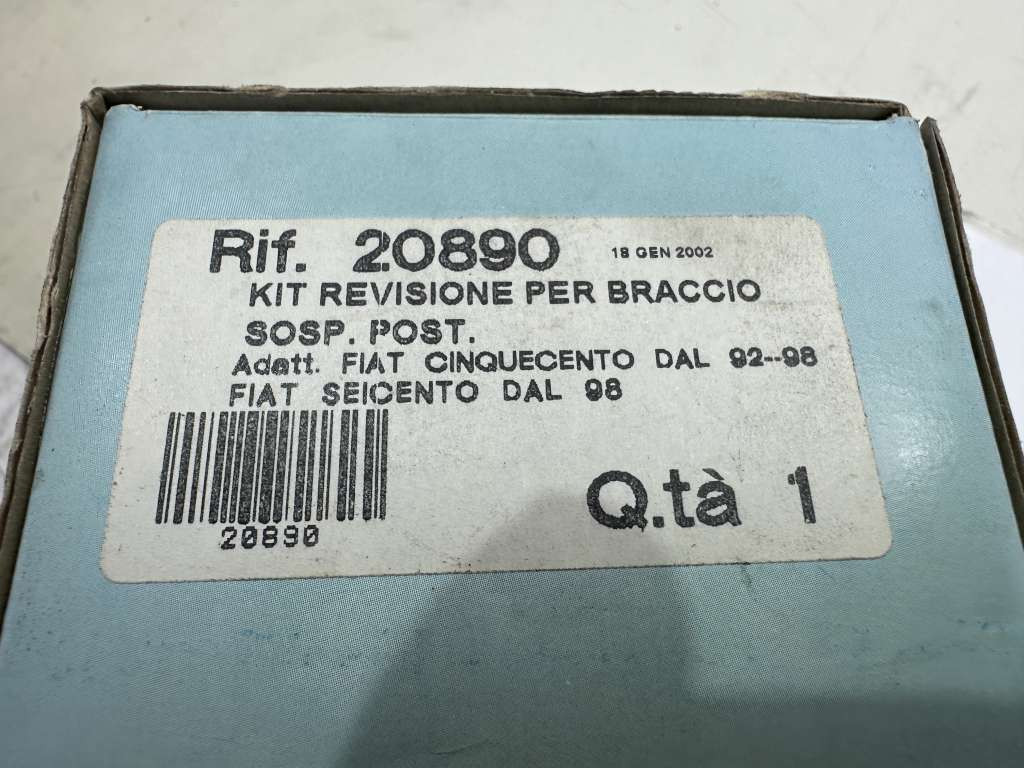 Rif. 20890 18 GEN 2002
KIT REVISIONE PER BRACCIO
SOSP. POST.
Adatt. FIAT CINQUECENTO DAL 92--98
FIAT SEICENTO DAL 98
20890
Q.tà 1